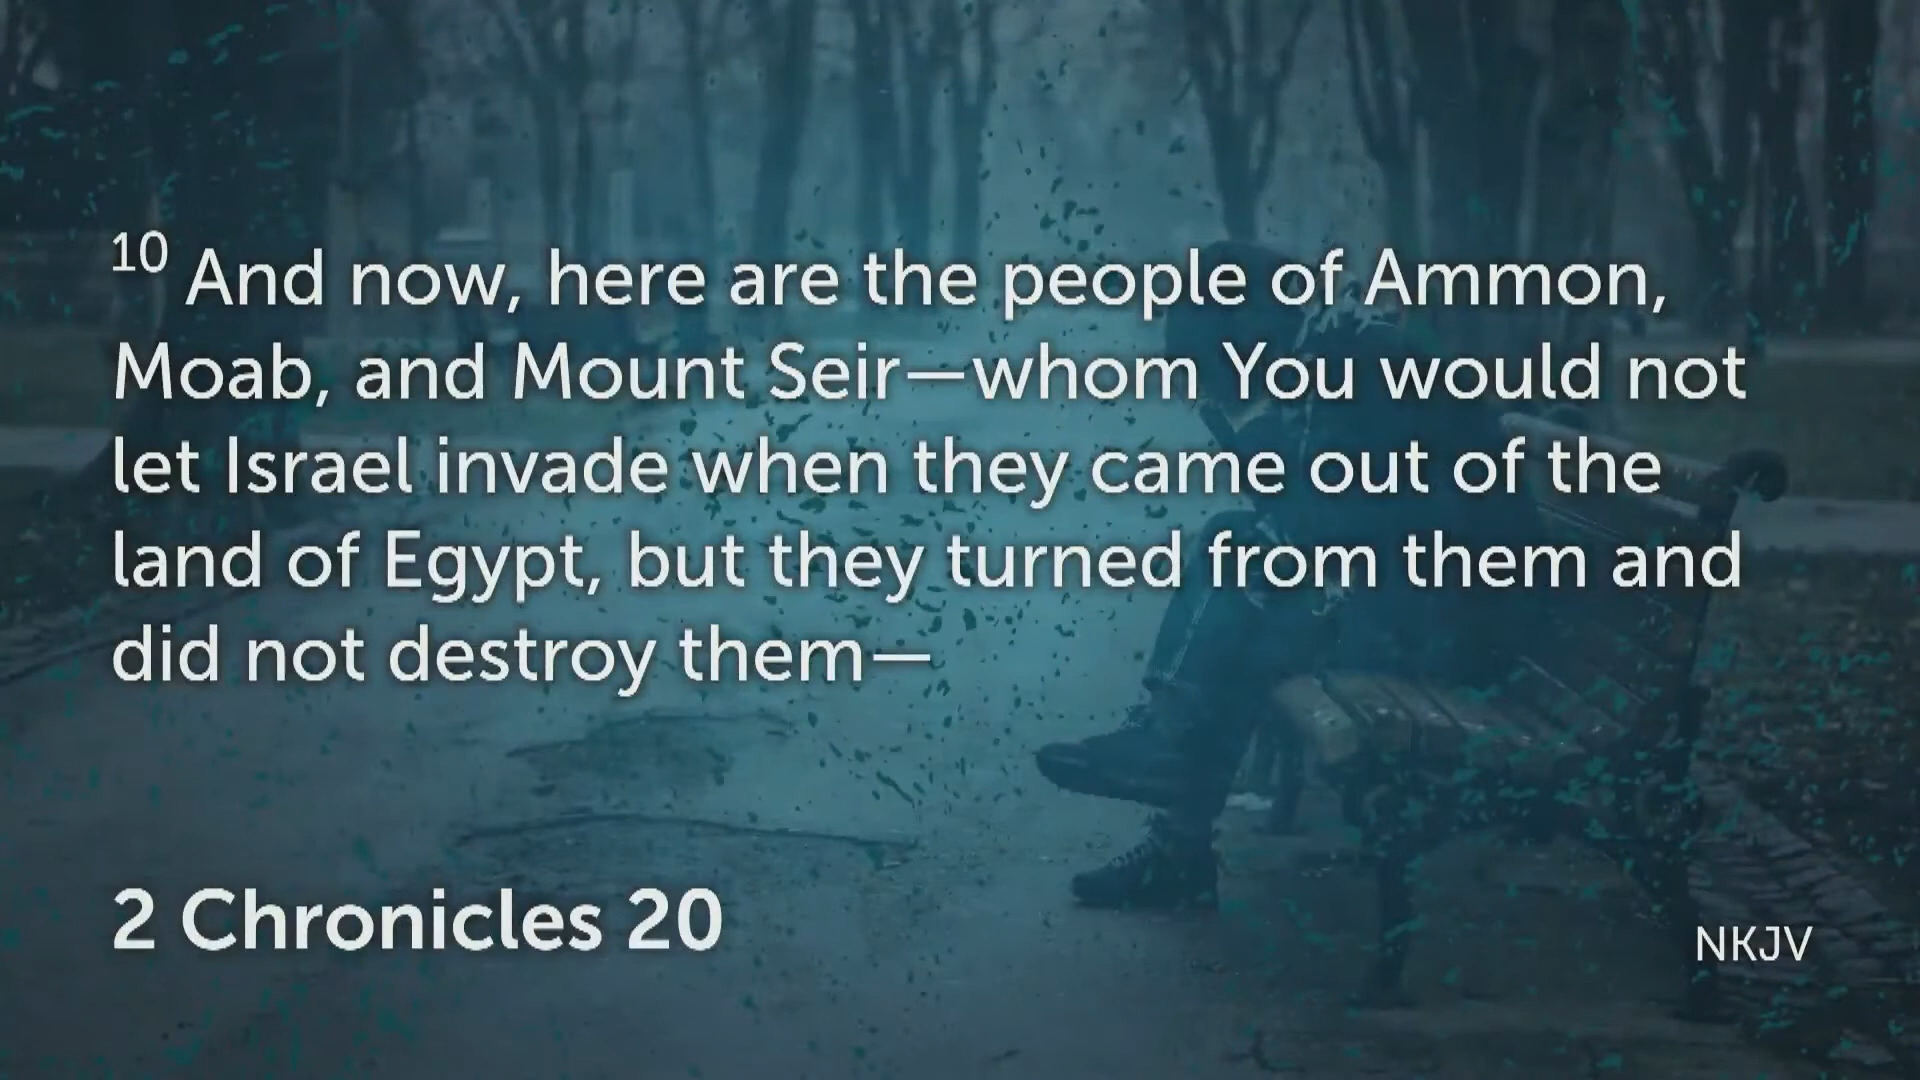 10 And now, here are the people of Ammon,
Moab, and Mount Seir—whom You would not
let Israel invade when they came out of the
land of Egypt, but they turned from them and
did not destroy them—
2 Chronicles 20
NKJV